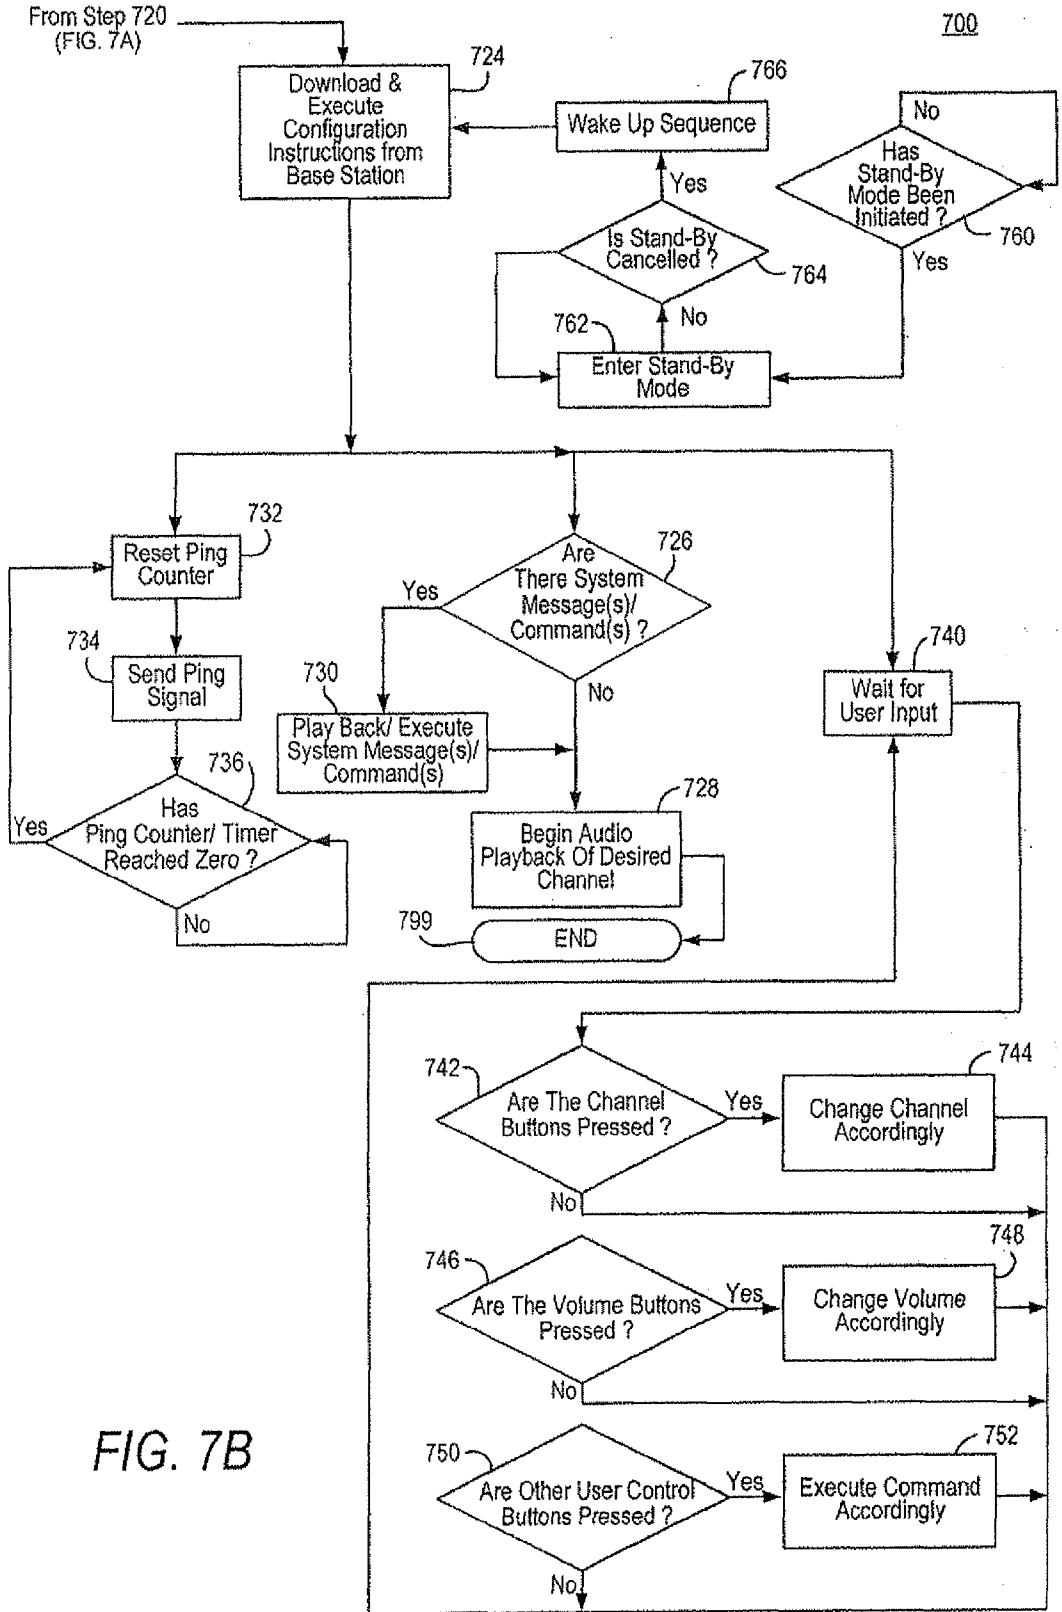 From Step 720
(FIG. 7A)
700
724
Download &
Execute
Configuration
Instructions from
Base Station
766
Wake Up Sequence
No
Has
Stand-By
Mode Been
Initiated ?
760
Yes
Yes
Is Stand-By
Cancelled ?
764
No
762
Enter Stand-By
Mode
732
Reset Ping
Counter
734
Send Ping
Signal
736
Has
Ping Counter/ Timer
Reached Zero ?
Yes
No
726
Are
There System
Message(s)/
Command(s) ?
Yes
No
730
Play Back/ Execute
System Message(s)/
Command(s)
728
Begin Audio
Playback Of Desired
Channel
799
END
740
Wait for
User Input
742
Are The Channel
Buttons Pressed ?
Yes
744
Change Channel
Accordingly
No
746
Are The Volume Buttons
Pressed ?
Yes
748
Change Volume
Accordingly
No
750
Are Other User Control
Buttons Pressed ?
Yes
752
Execute Command
Accordingly
No
FIG. 7B